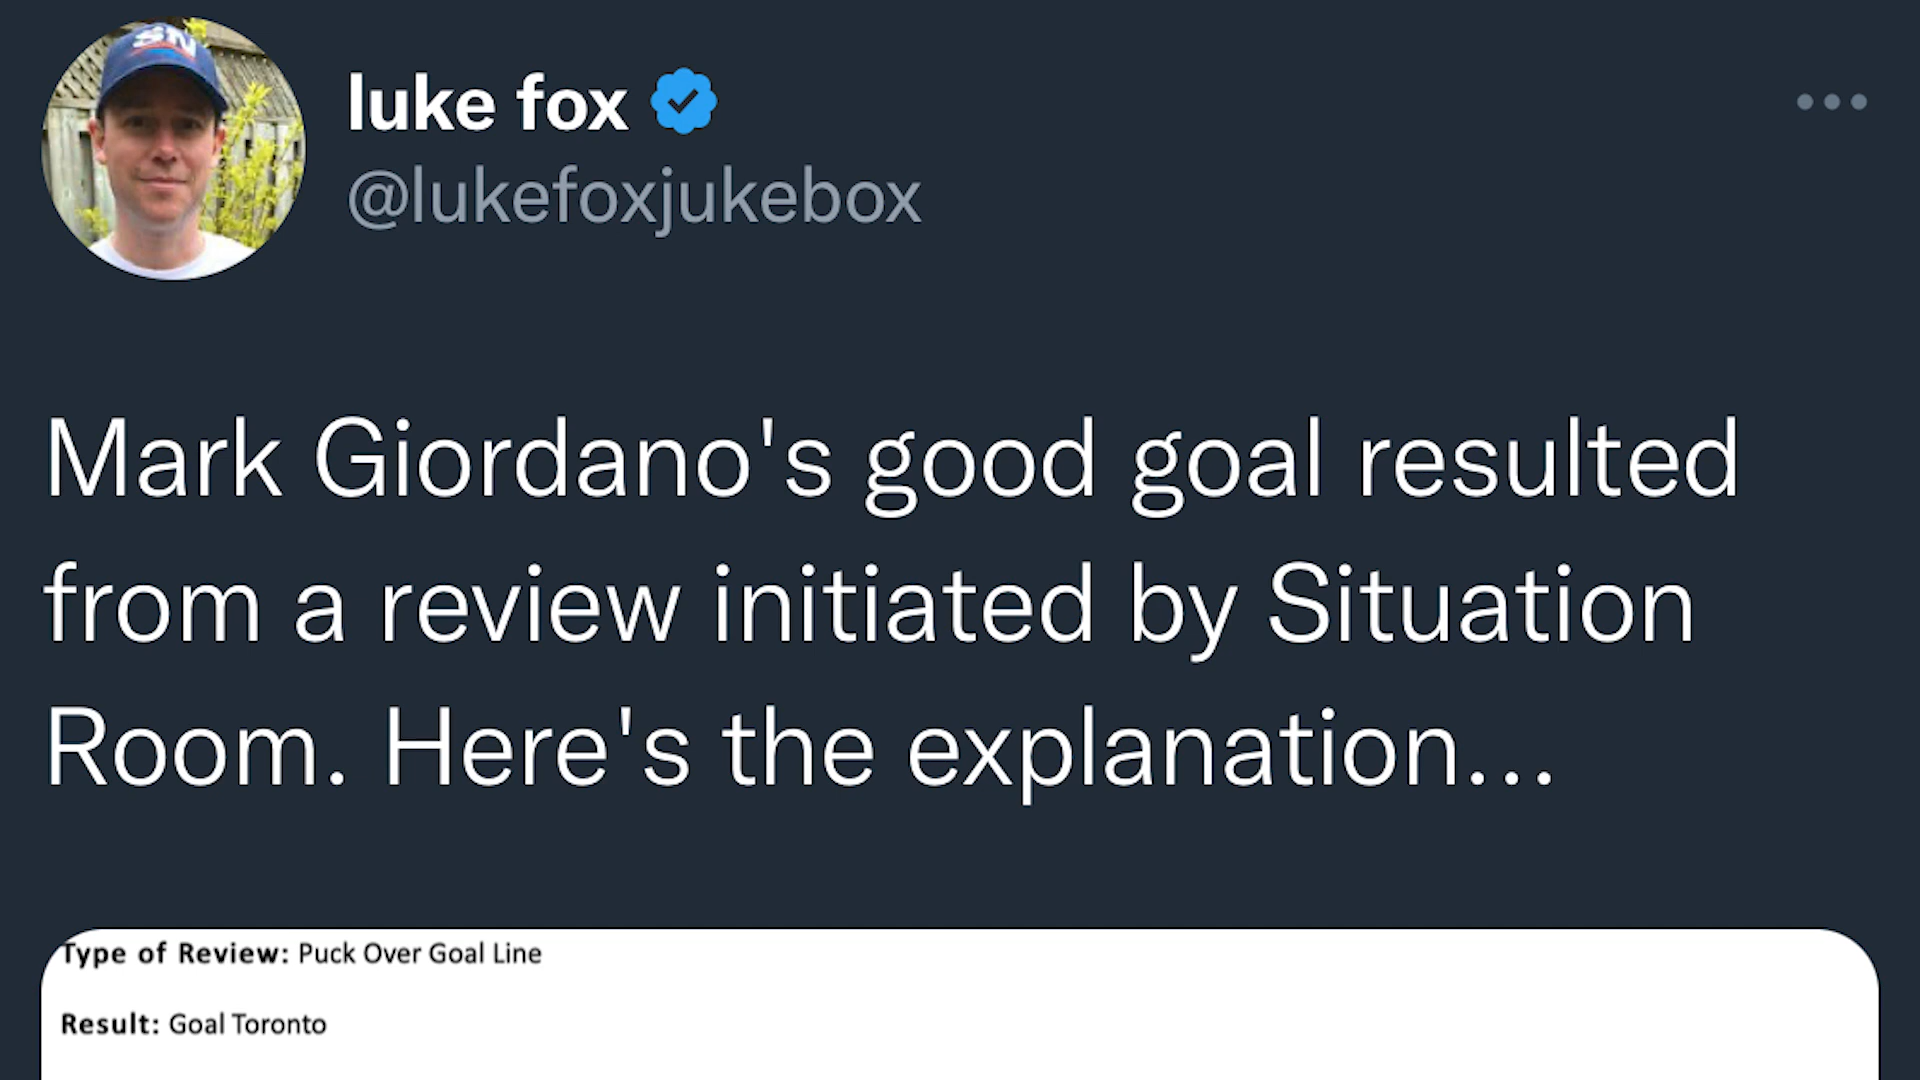 SN
luke fox
@lukefoxjukebox
Mark Giordano's good goal resulted
from a review initiated by Situation
Room. Here's the explanation...
Type of Review: Puck Over Goal Line
Result: Goal Toronto